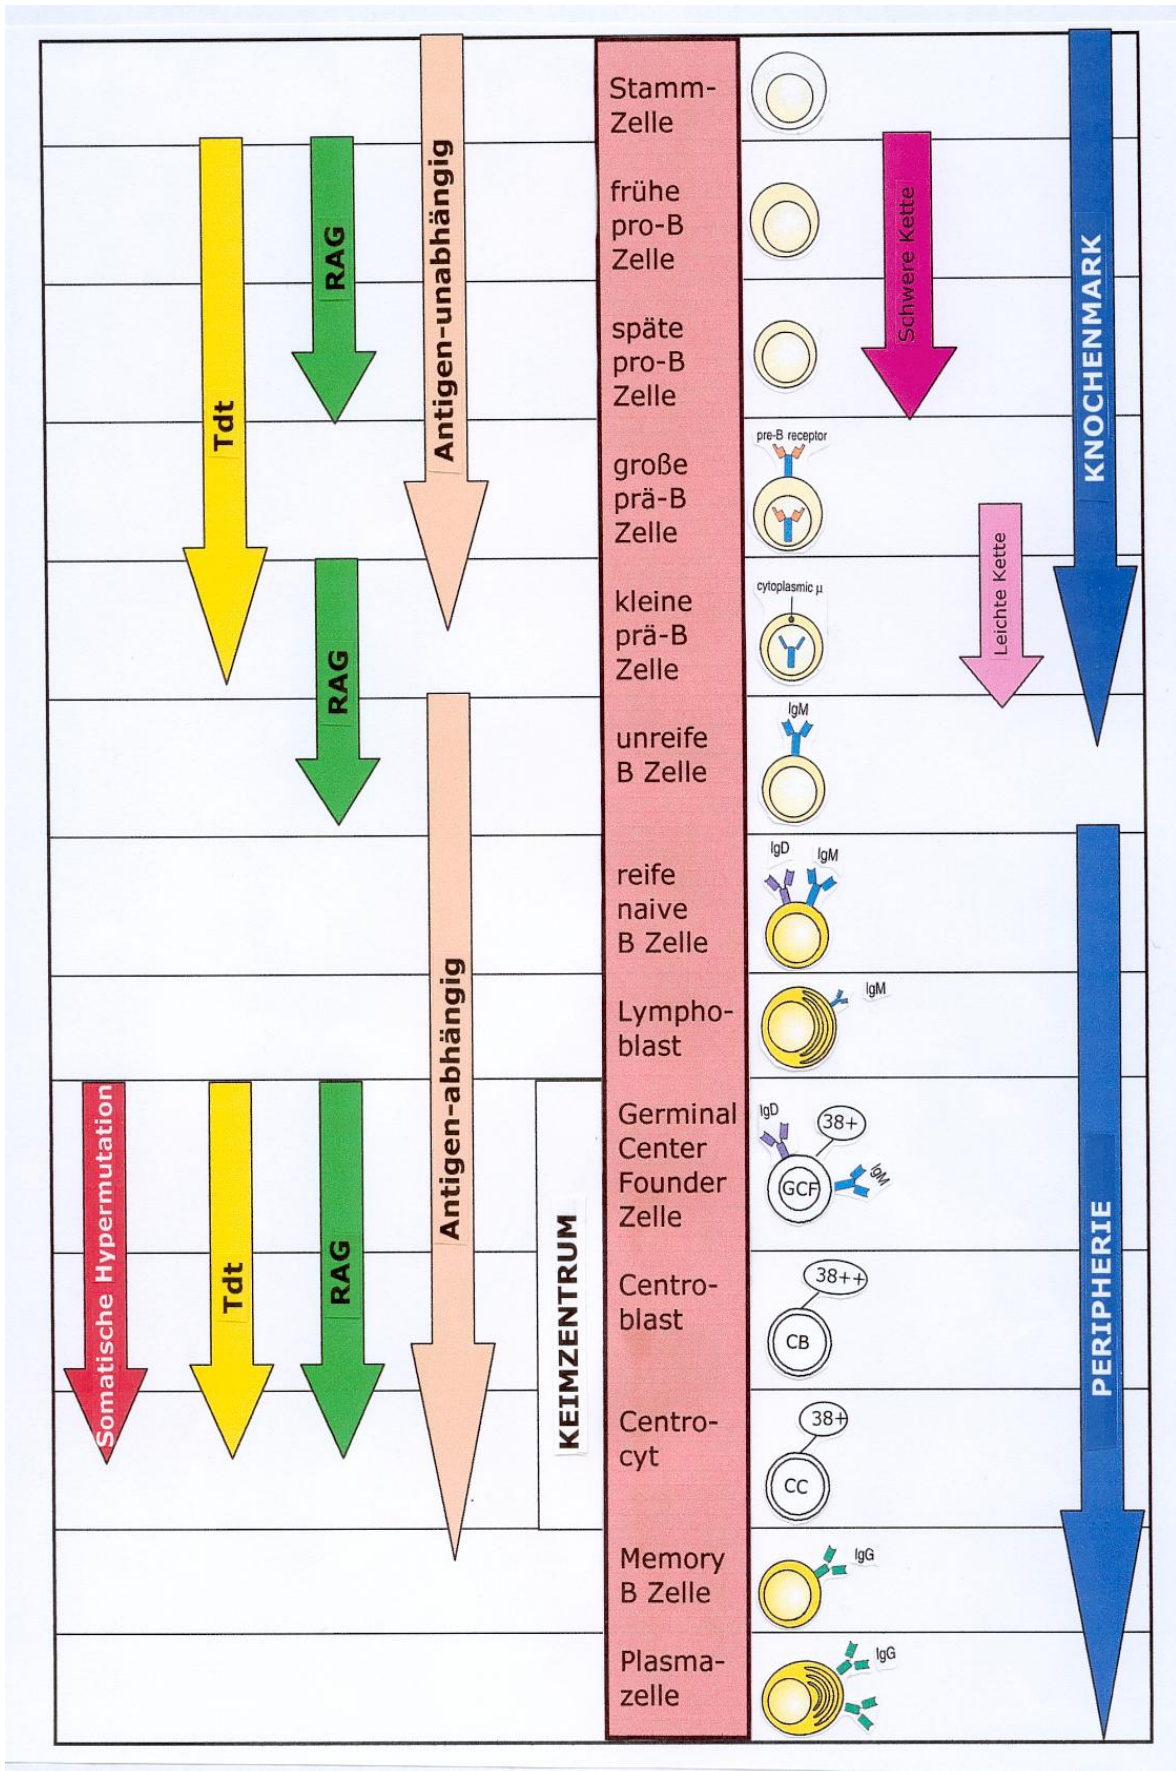 Stamm-
Zelle
frühe
pro-B
Zelle
späte
pro-B
Zelle
große
prä-B
Zelle
kleine
prä-B
Zelle
unreife
B Zelle
reife
naive
B Zelle
Lympho-
blast
Germinal
Center
Founder
Zelle
Centro-
blast
Centro-
cyt
Memory
B Zelle
Plasma-
zelle
Tdt
RAG
Antigen-unabhängig
RAG
Antigen-abhängig
Somatische Hypermutation
Tdt
RAG
KEIMZENTRUM
Schwere Kette
KNOCHENMARK
Leichte Kette
PERIPHERIE
pre-B receptor
cytoplasmic µ
IgM
IgD
IgM
IgM
IgD
38+
GCF
IgM
38++
CB
38+
CC
IgG
IgG